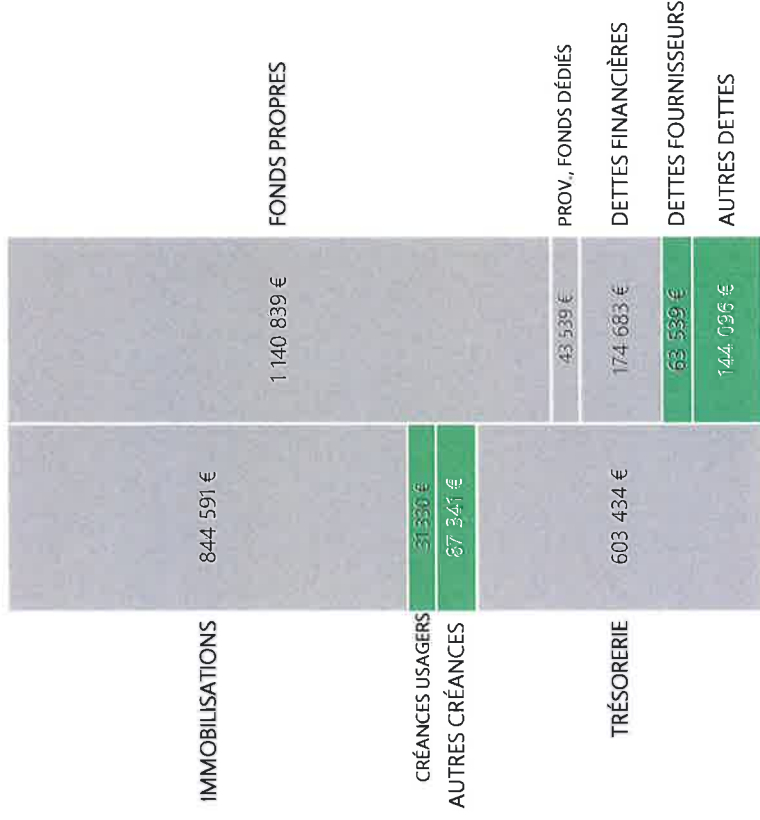 IMMOBILISATIONS
844 591 €
CRÉANCES USAGERS
31 330 €
AUTRES CRÉANCES
87 341 €
TRÉSORERIE
603 434 €
1 140 839 €
FONDS PROPRES
43 539 €
PROV., FONDS DÉDIÉS
174 683 €
DETTES FINANCIÈRES
63 539 €
DETTES FOURNISSEURS
144 096 €
AUTRES DETTES